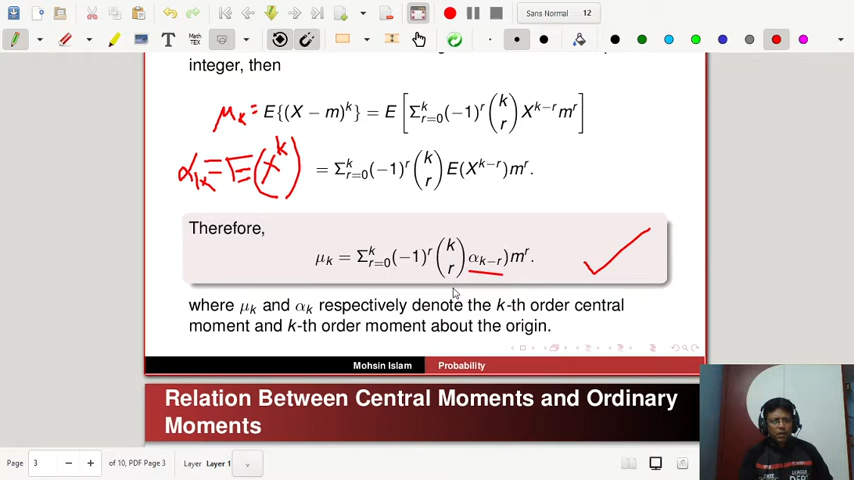 Sans Normal 12
integer, then
μₖ = E{(X − m)ᵏ} = E[Σᵏᵣ₌₀(−1)ʳ(k r)Xᵏ⁻ʳmʳ]
αₖ = E(Xᵏ) = Σᵏᵣ₌₀(−1)ʳ(k r)E(Xᵏ⁻ʳ)mʳ.
Therefore,
μₖ = Σᵏᵣ₌₀(−1)ʳ(k r)αₖ₋ᵣ)mʳ.
where μₖ and αₖ respectively denote the k-th order central
moment and k-th order moment about the origin.
Mohsin Islam Probability
Relation Between Central Moments and Ordinary
Moments
Page 3 of 10, PDF Page 3 Layer Layer 1